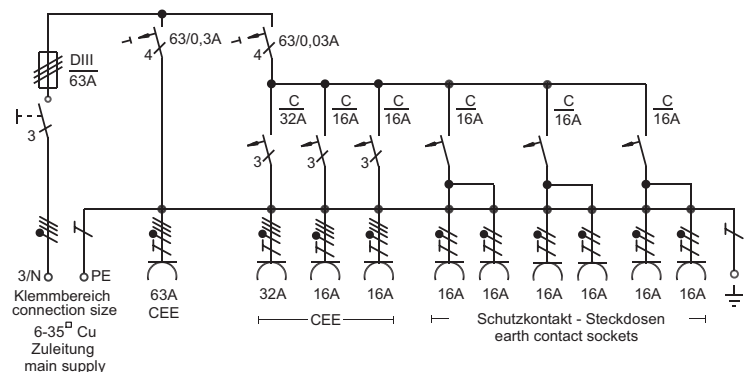 63/0,3A
63/0,03A
4
4
DIII
63A
3
C
32A
C
16A
C
16A
C
16A
C
16A
C
16A
3
3
3
3/N
PE
63A
CEE
32A
16A
16A
16A
16A
16A
16A
16A
16A
CEE
Klemmbereich
connection size
6-35□ Cu
Zuleitung
main supply
Schutzkontakt - Steckdosen
earth contact sockets